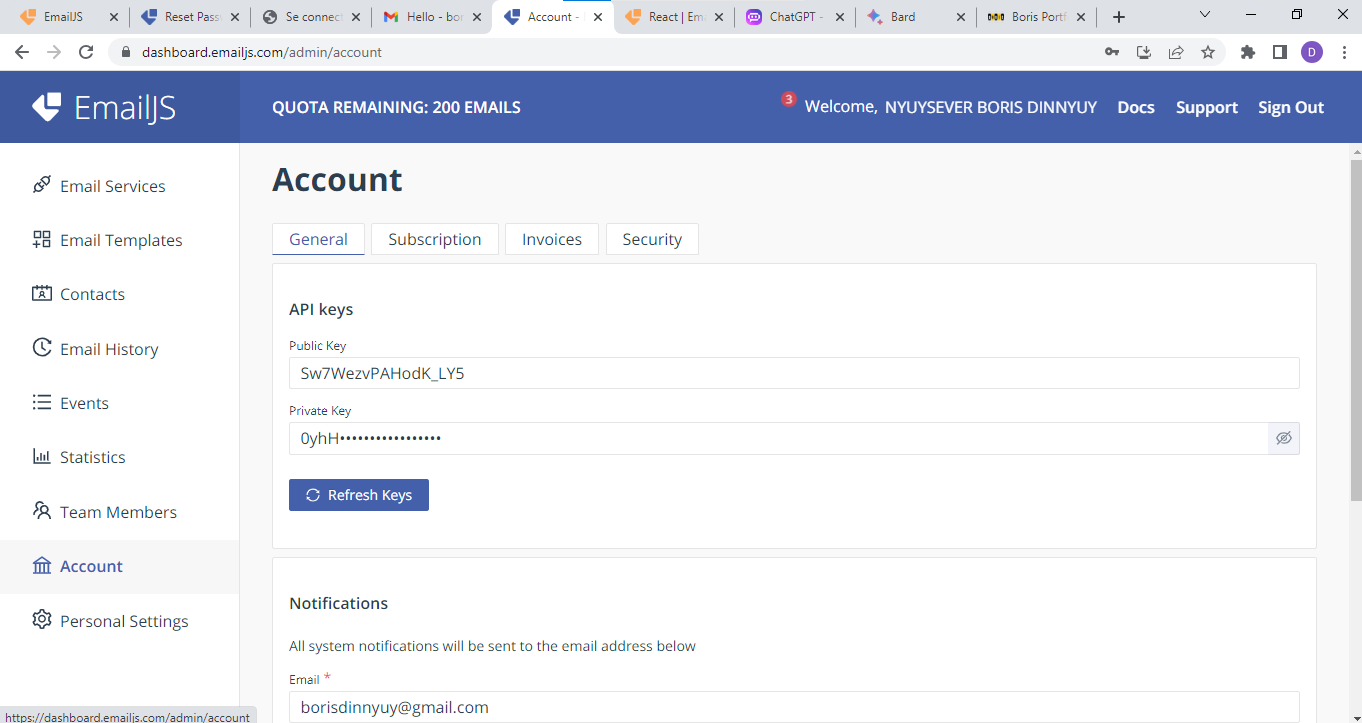 EmailJS
Reset Pass
Se connect
Hello - bor
Account -
React | Ema
ChatGPT -
Bard
Boris Portf
dashboard.emailjs.com/admin/account
D
EmailJS
QUOTA REMAINING: 200 EMAILS
3
Welcome, NYUYSEVER BORIS DINNYUY
Docs
Support
Sign Out
Email Services
Email Templates
Contacts
Email History
Events
Statistics
Team Members
Account
Personal Settings
Account
General
Subscription
Invoices
Security
API keys
Public Key
Sw7WezvPAHodK_LY5
Private Key
0yhH•••••••••••••••••
Refresh Keys
Notifications
All system notifications will be sent to the email address below
Email *
borisdinnyuy@gmail.com
https://dashboard.emailjs.com/admin/account